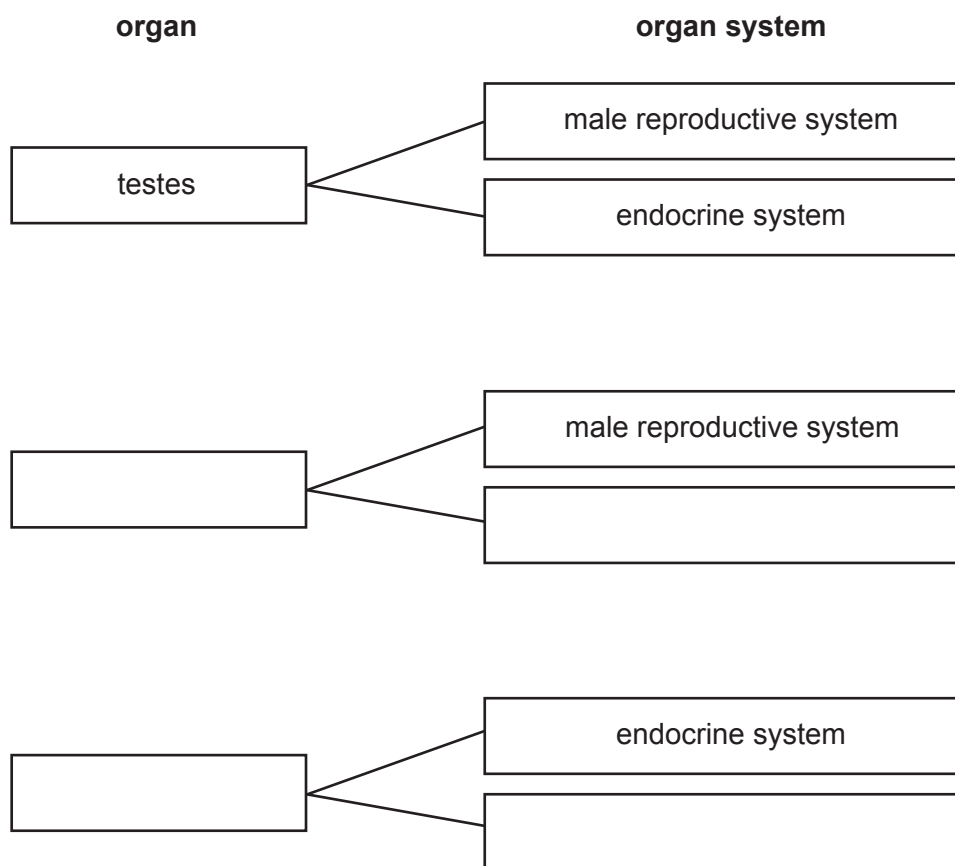 organ organ system
male reproductive system
testes
endocrine system
male reproductive system
endocrine system